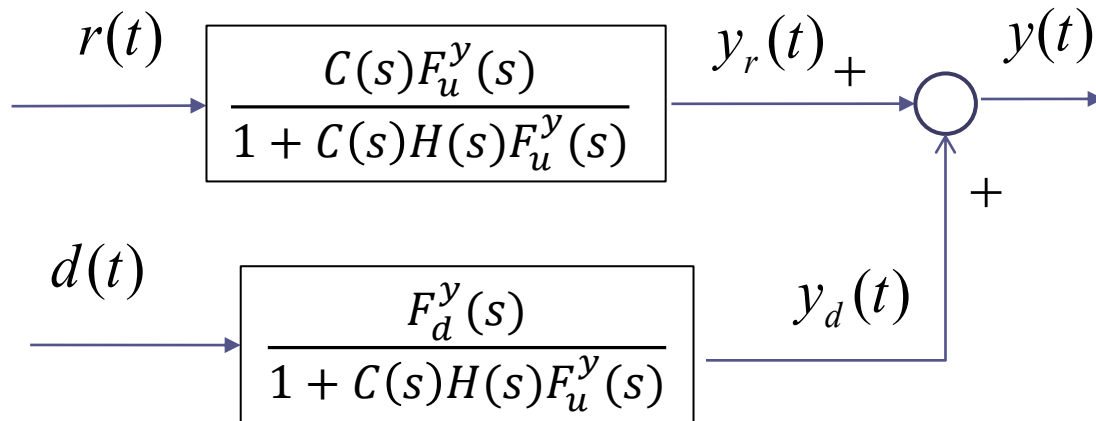 r(t)
C(s)F_u^y(s)
1 + C(s)H(s)F_u^y(s)
y_r(t)
+
y(t)
+
d(t)
F_d^y(s)
1 + C(s)H(s)F_u^y(s)
y_d(t)